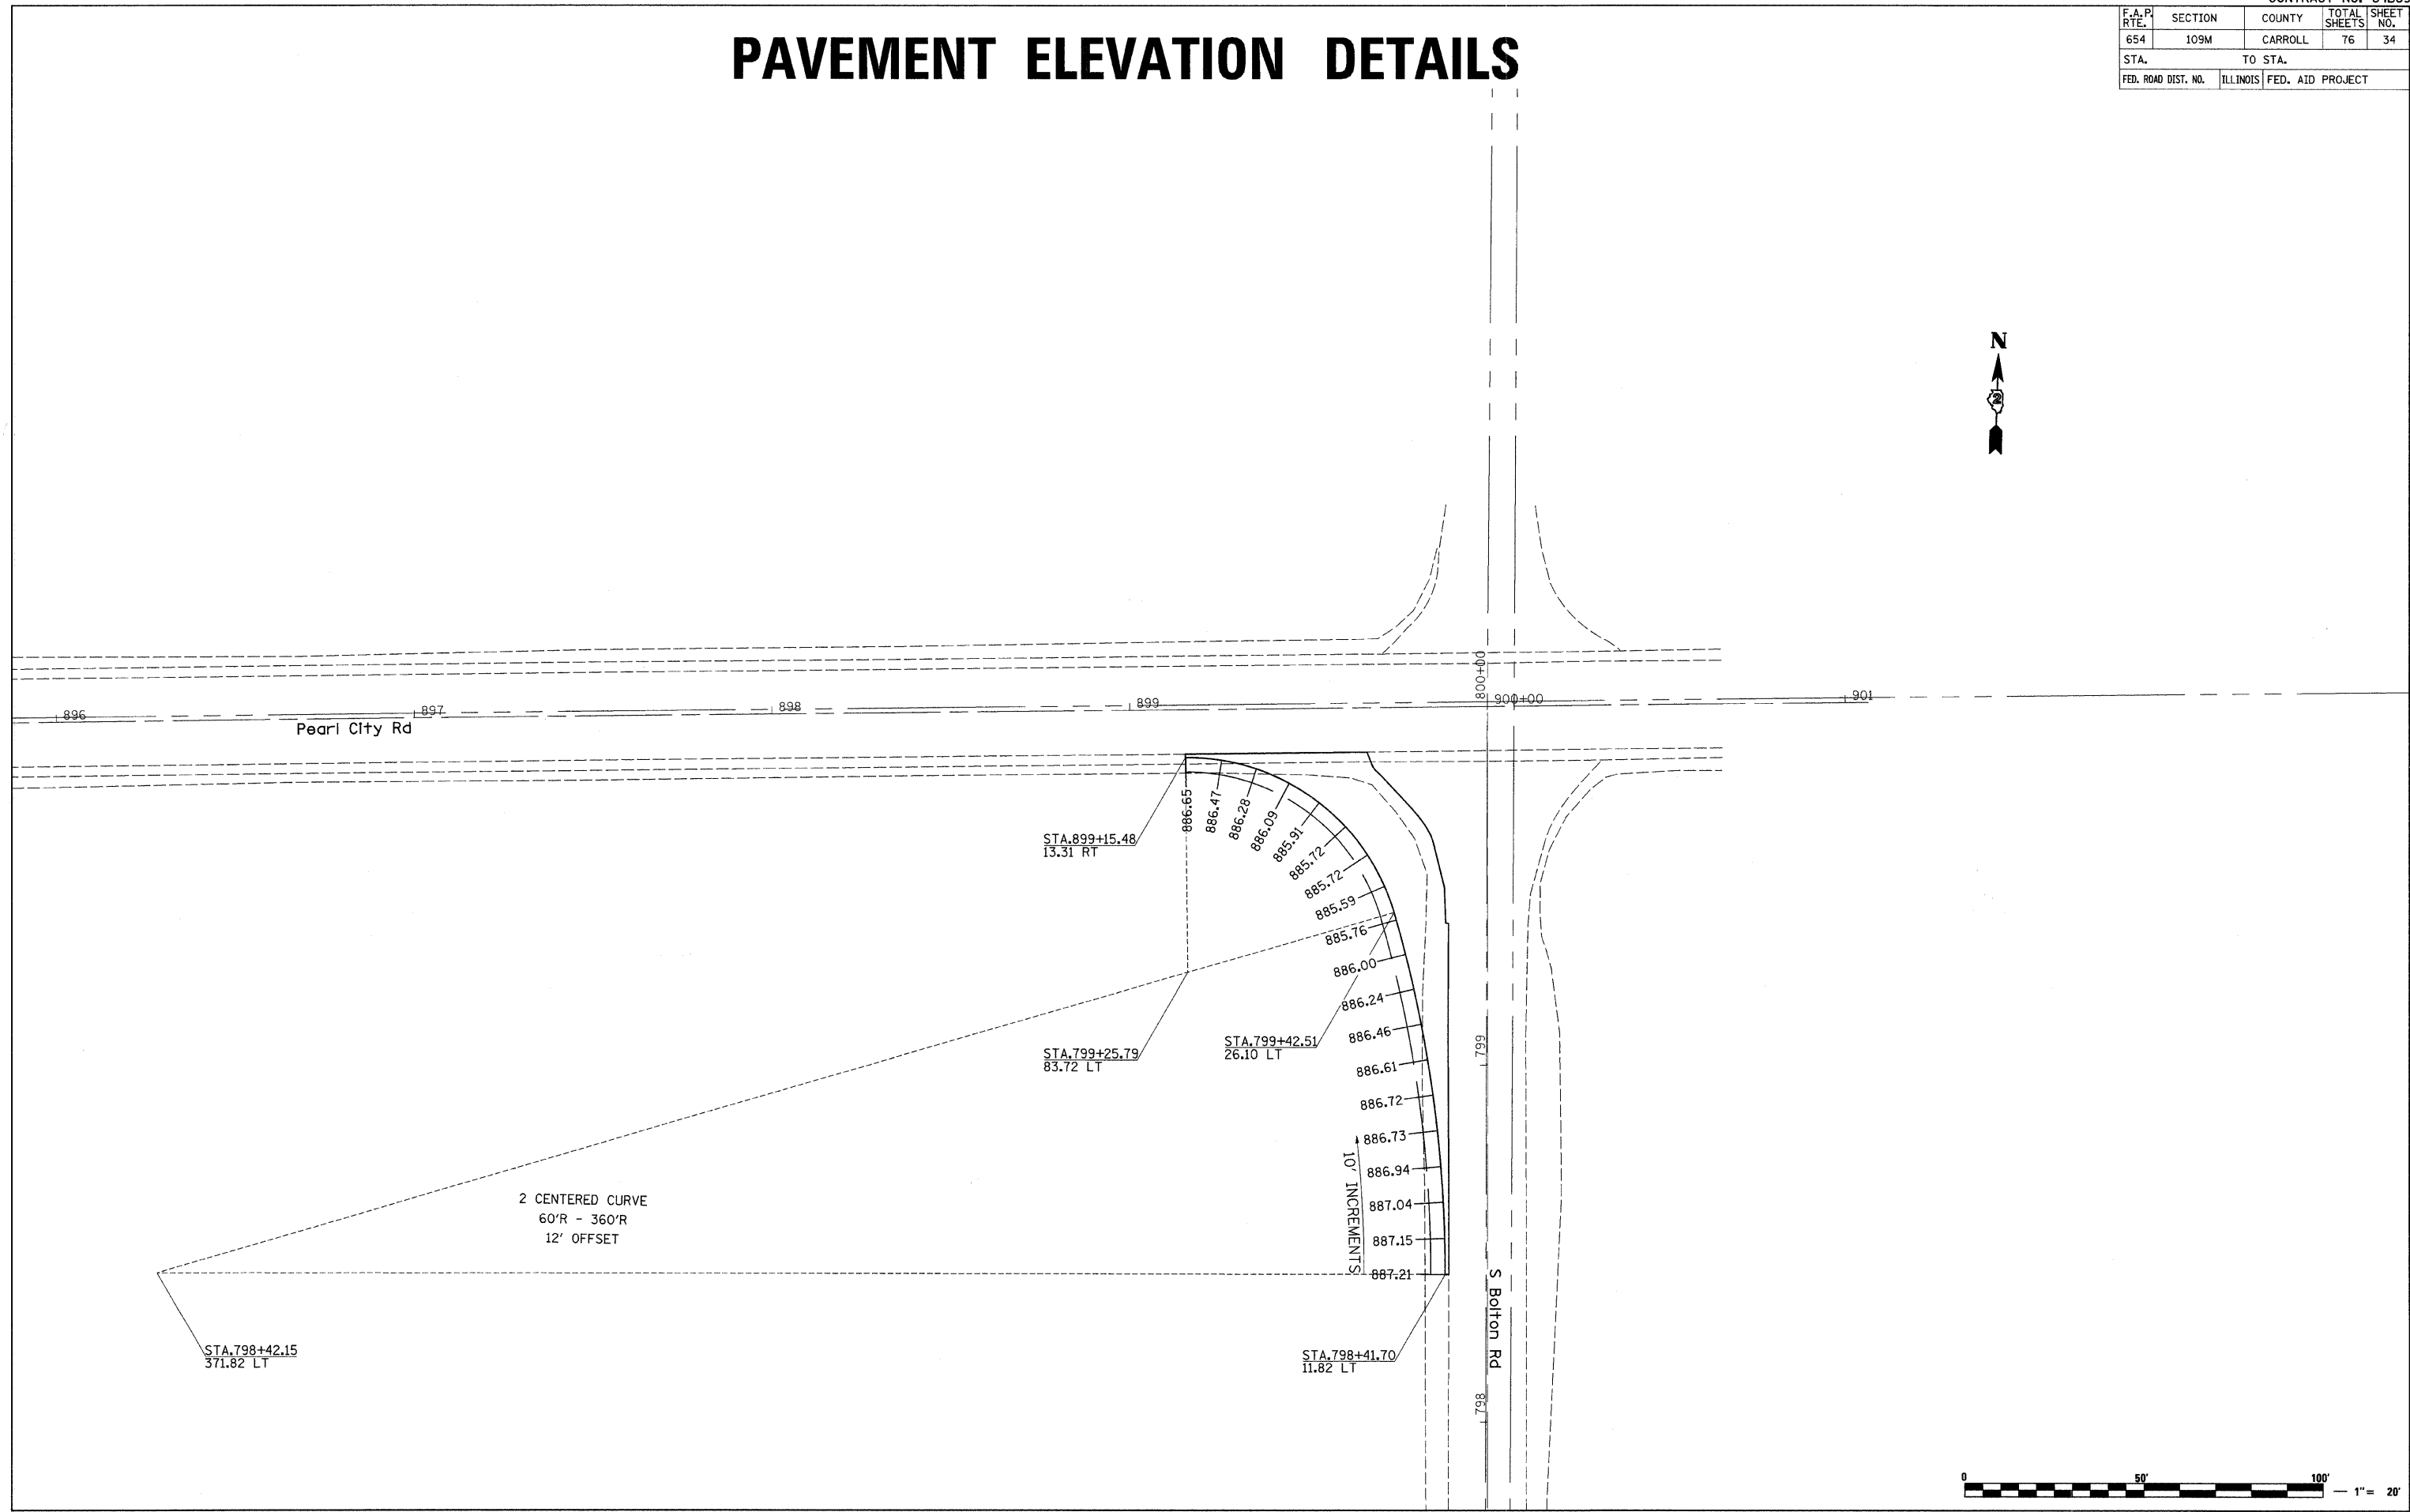 F.A.P. RTE. SECTION COUNTY TOTAL SHEETS SHEET NO.
654 109M CARROLL 76 34
STA. TO STA.
FED. ROAD DIST. NO. ILLINOIS FED. AID PROJECT
PAVEMENT ELEVATION DETAILS
N
2
800+00
896
897
898
899
900+00
901
Pearl City Rd
STA.899+15.48
13.31 RT
886.65
886.47
886.28
886.09
885.91
885.72
885.72
885.59
885.76
886.00
886.24
886.46
886.61
886.72
886.73
886.94
887.04
887.15
887.21
10' INCREMENTS
STA.799+25.79
83.72 LT
STA.799+42.51
26.10 LT
799
2 CENTERED CURVE
60'R - 360'R
12' OFFSET
S Bolton Rd
STA.798+42.15
371.82 LT
STA.798+41.70
11.82 LT
798
0 50' 100'
1"= 20'